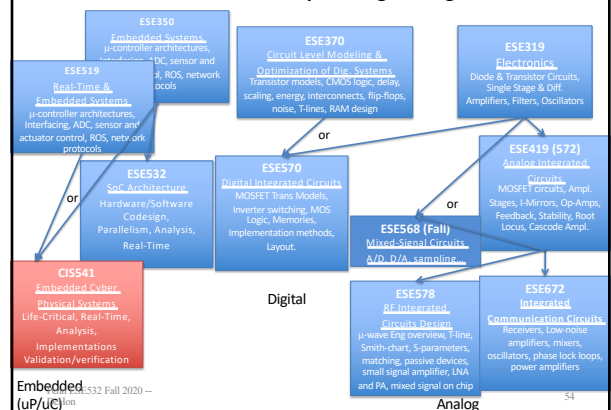 ESE350
Embedded Systems
μ-controller architectures,
Interfacing, ADC, sensor and
ROS, network
ESE519
Real-Time &
Embedded Systems
μ-controller architectures,
Interfacing, ADC, sensor and
actuator control, ROS, network
protocols
or
ESE532
SoC Architecture
Hardware/Software
Codesign,
Parallelism, Analysis,
Real-Time
CIS541
Embedded Cyber
Physical Systems
Life-Critical, Real-Time,
Analysis,
Implementations
Validation/verification
Embedded
(uP/uC)
ESE370
Circuit Level Modeling &
Optimization of Dig. Systems
Transistor models, CMOS logic, delay,
scaling, energy, interconnects, flip-flops,
noise, T-lines, RAM design
or
ESE570
Digital Integrated Circuits
MOSFET Trans Models,
Inverter switching, MOS
Logic, Memories,
Implementation methods,
Layout.
Digital
ESE319
Electronics
Diode & Transistor Circuits,
Single Stage & Diff.
Amplifiers, Filters, Oscillators
ESE419 (572)
Analog Integrated
Circuits
MOSFET circuits, Ampl.
Stages, I-Mirrors, Op-Amps,
Feedback, Stability, Root
Locus, Cascode Ampl.
or
ESE568 (Fall)
Mixed-Signal Circuits
A/D, D/A, sampling...
ESE578
RF Integrated
Circuits Design
μ-wave Eng overview, T-line,
Smith-chart, S-parameters,
matching, passive devices,
small signal amplifier, LNA
and PA, mixed signal on chip
ESE672
Integrated
Communication Circuits
Receivers, Low-noise
amplifiers, mixers,
oscillators, phase lock loops,
power amplifiers
Analog
ESE532 Fall 2020 --
54